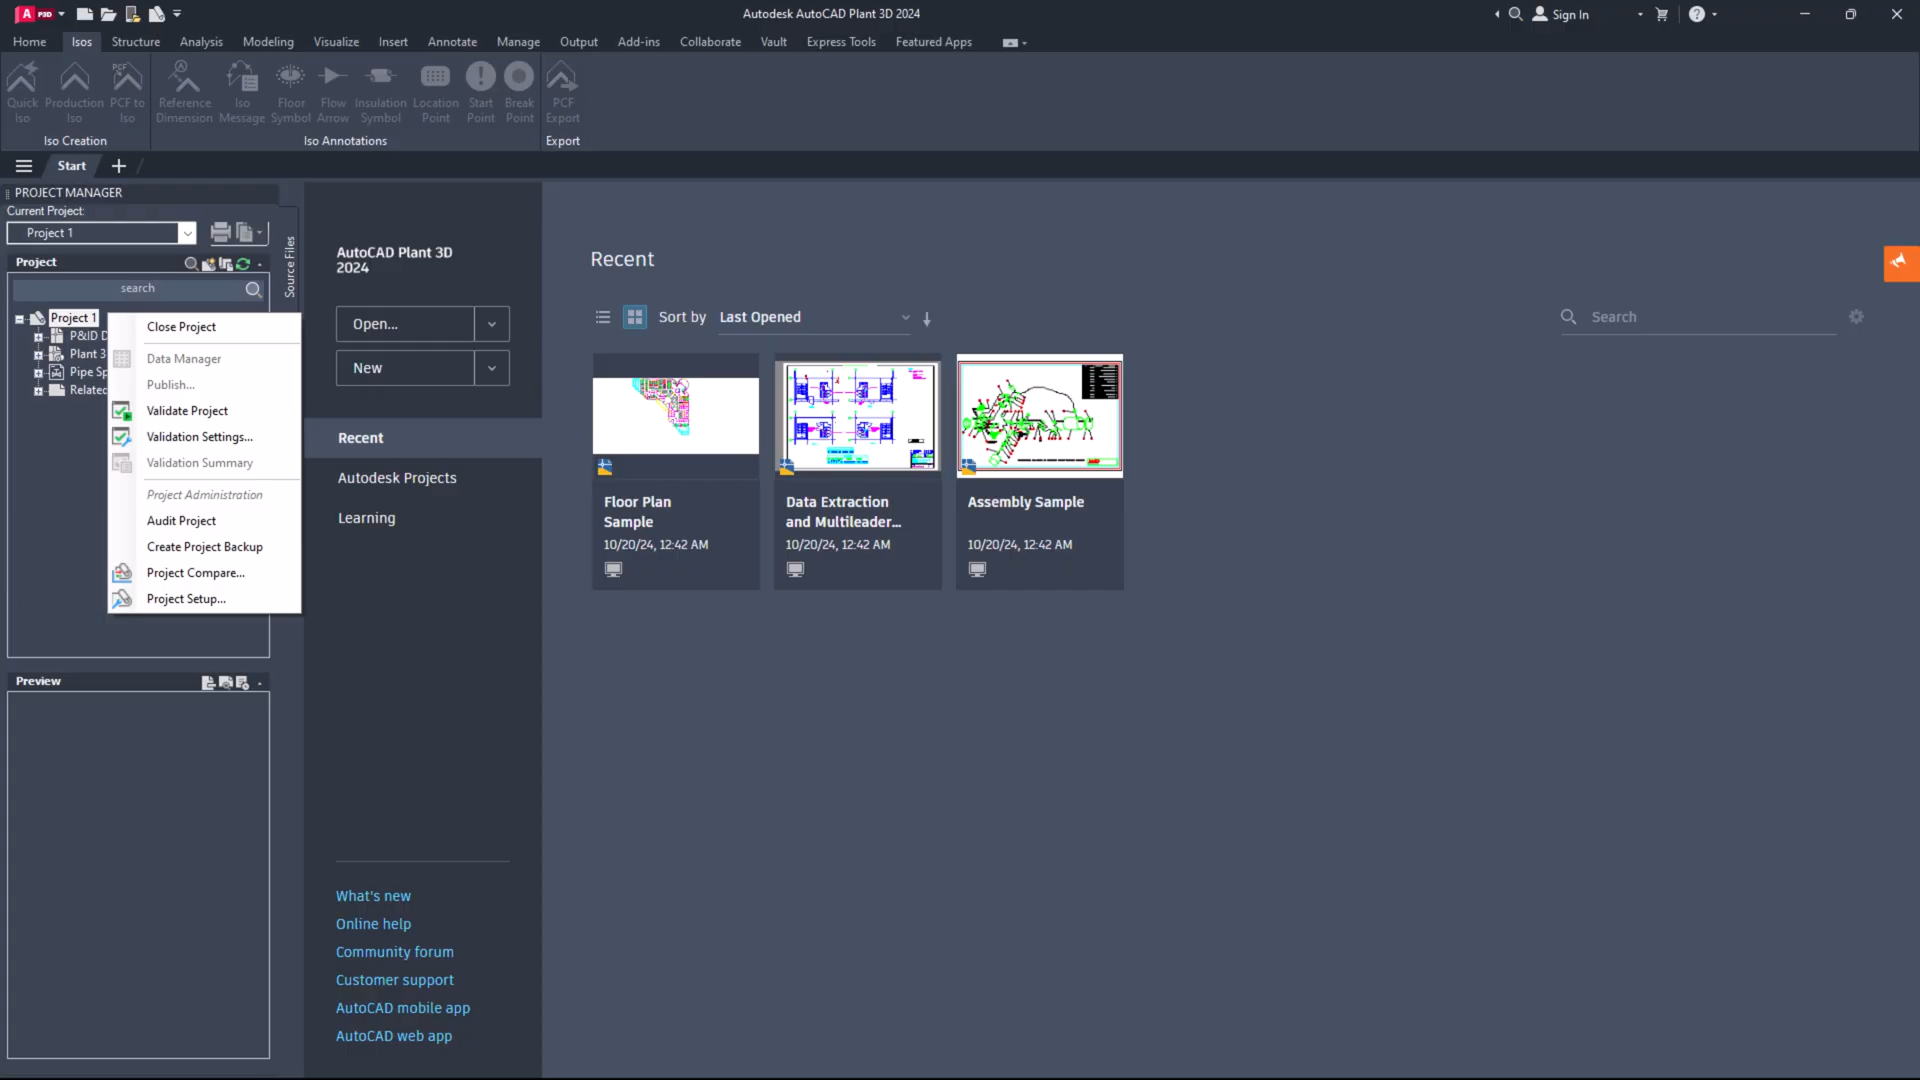 A P3D
Autodesk AutoCAD Plant 3D 2024
Sign In
Home
Isos
Structure
Analysis
Modeling
Visualize
Insert
Annotate
Manage
Output
Add-ins
Collaborate
Vault
Express Tools
Featured Apps
Quick
Iso
Production
Iso
PCF
PCF to
Iso
Reference
Dimension
Iso
Message
Floor
Symbol
Flow
Arrow
Insulation
Symbol
Location
Point
Start
Point
Break
Point
PCF
Export
Iso Creation
Iso Annotations
Export
Start
PROJECT MANAGER
Current Project:
Project 1
Source Files
Project
search
Project 1
P&ID D
Plant 3
Pipe Sp
Related
Close Project
Data Manager
Publish...
Validate Project
Validation Settings...
Validation Summary
Project Administration
Audit Project
Create Project Backup
Project Compare...
Project Setup...
Preview
AutoCAD Plant 3D
2024
Open...
New
Recent
Autodesk Projects
Learning
What's new
Online help
Community forum
Customer support
AutoCAD mobile app
AutoCAD web app
Recent
Sort by
Last Opened
Search
Floor Plan
Sample
10/20/24, 12:42 AM
Data Extraction
and Multileader...
10/20/24, 12:42 AM
Assembly Sample
10/20/24, 12:42 AM